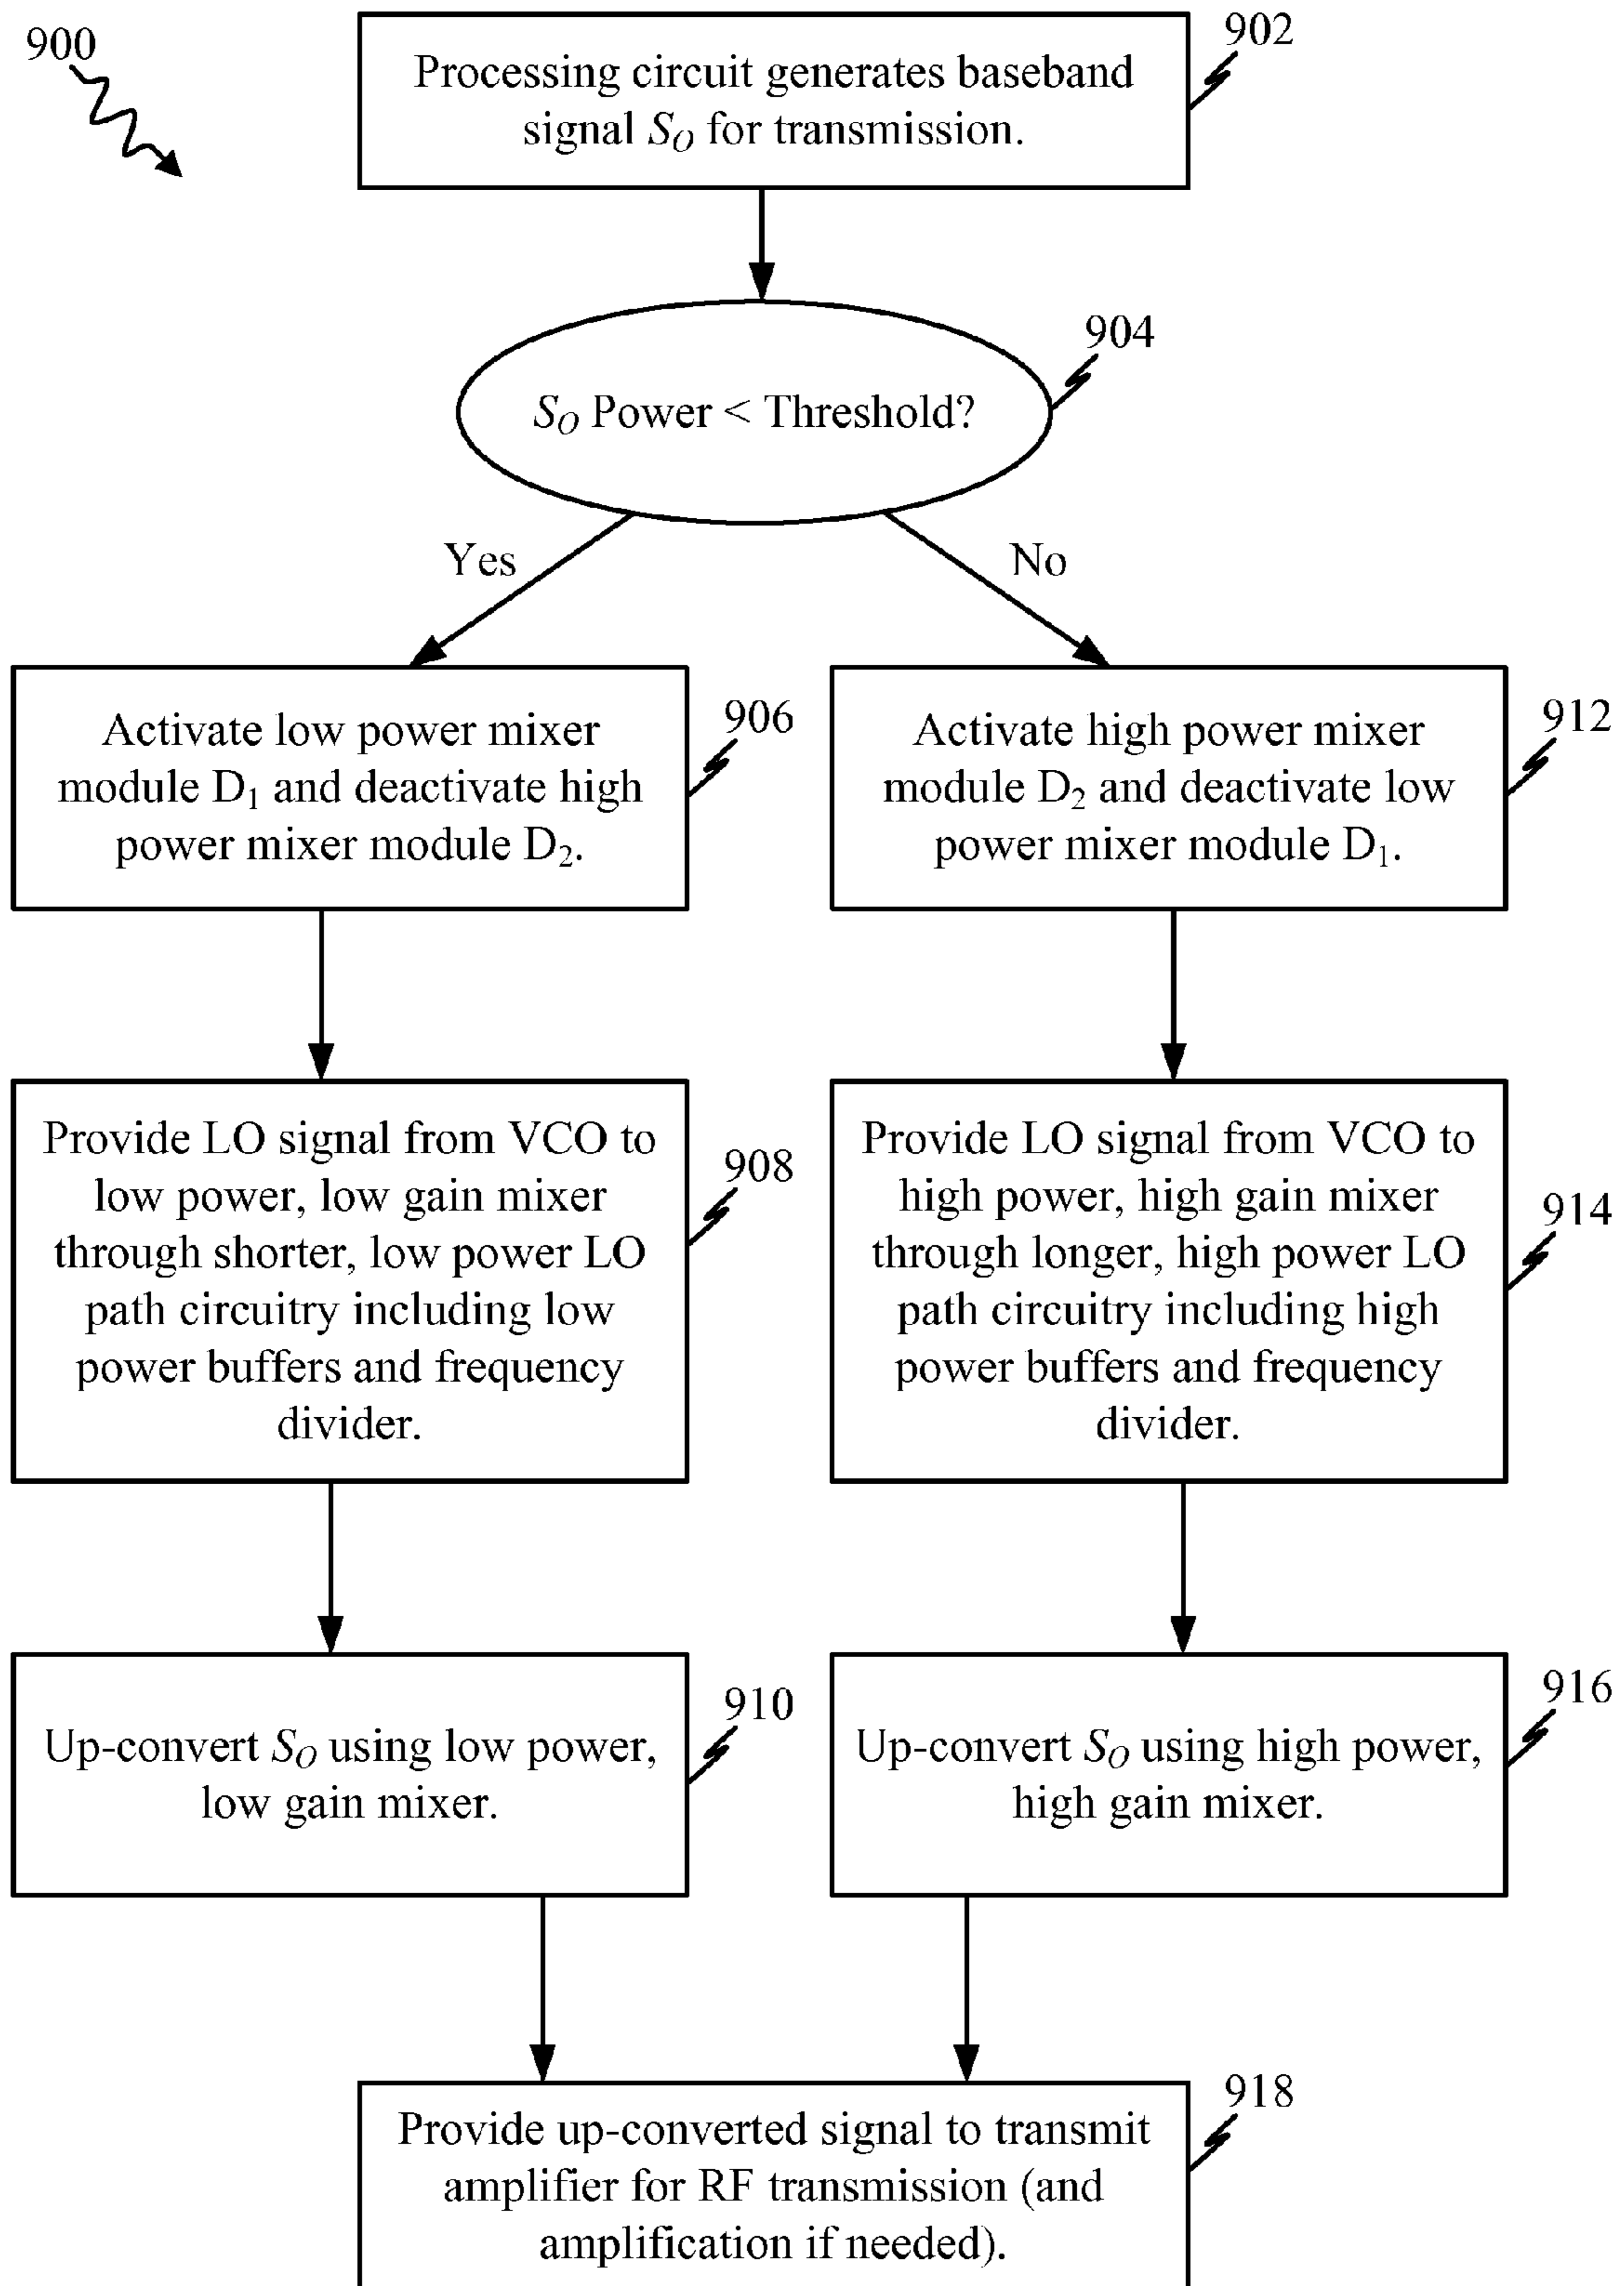 900
902
Processing circuit generates baseband
signal S_O for transmission.
904
S_O Power < Threshold?
Yes
No
906
Activate low power mixer
module D₁ and deactivate high
power mixer module D₂.
912
Activate high power mixer
module D₂ and deactivate low
power mixer module D₁.
908
Provide LO signal from VCO to
low power, low gain mixer
through shorter, low power LO
path circuitry including low
power buffers and frequency
divider.
914
Provide LO signal from VCO to
high power, high gain mixer
through longer, high power LO
path circuitry including high
power buffers and frequency
divider.
910
Up-convert S_O using low power,
low gain mixer.
916
Up-convert S_O using high power,
high gain mixer.
918
Provide up-converted signal to transmit
amplifier for RF transmission (and
amplification if needed).